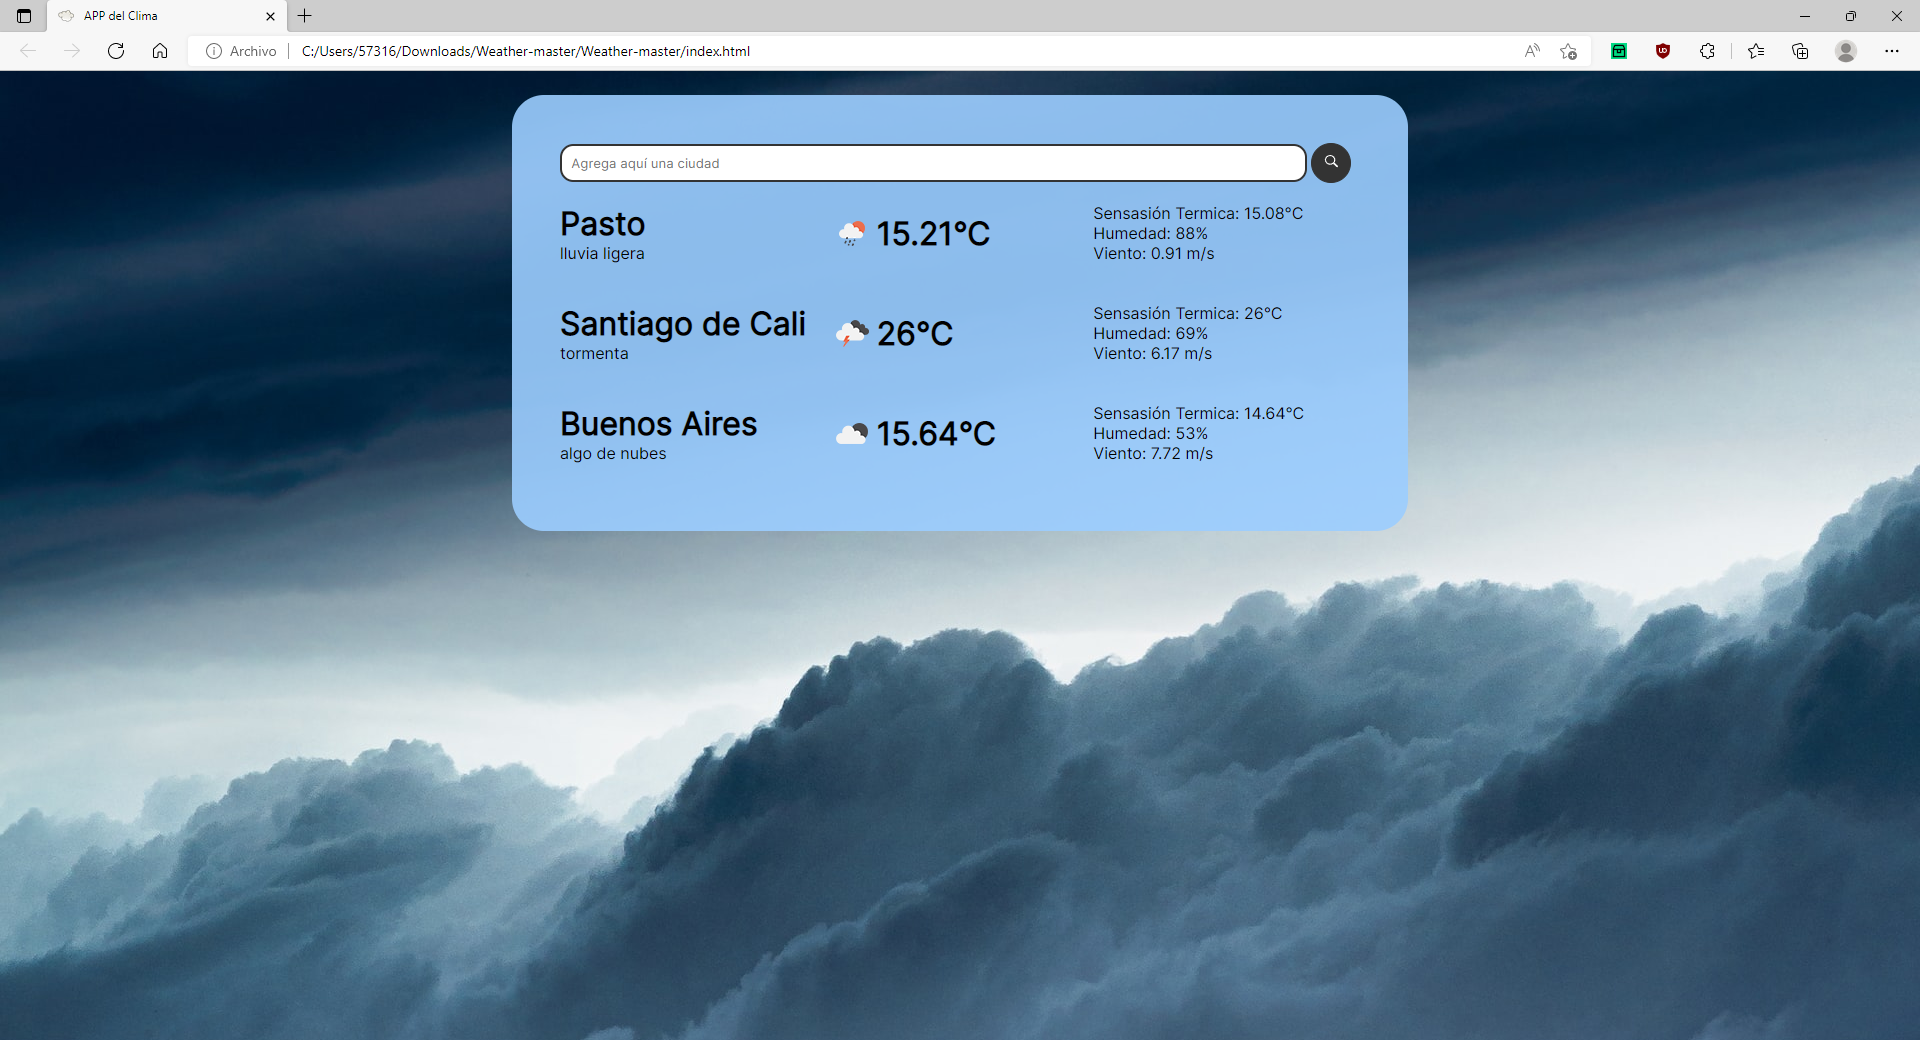 APP del Clima
Archivo
C:/Users/57316/Downloads/Weather-master/Weather-master/index.html
Agrega aquí una ciudad
Pasto
lluvia ligera
15.21°C
Sensasión Termica: 15.08°C
Humedad: 88%
Viento: 0.91 m/s
Santiago de Cali
tormenta
26°C
Sensasión Termica: 26°C
Humedad: 69%
Viento: 6.17 m/s
Buenos Aires
algo de nubes
15.64°C
Sensasión Termica: 14.64°C
Humedad: 53%
Viento: 7.72 m/s